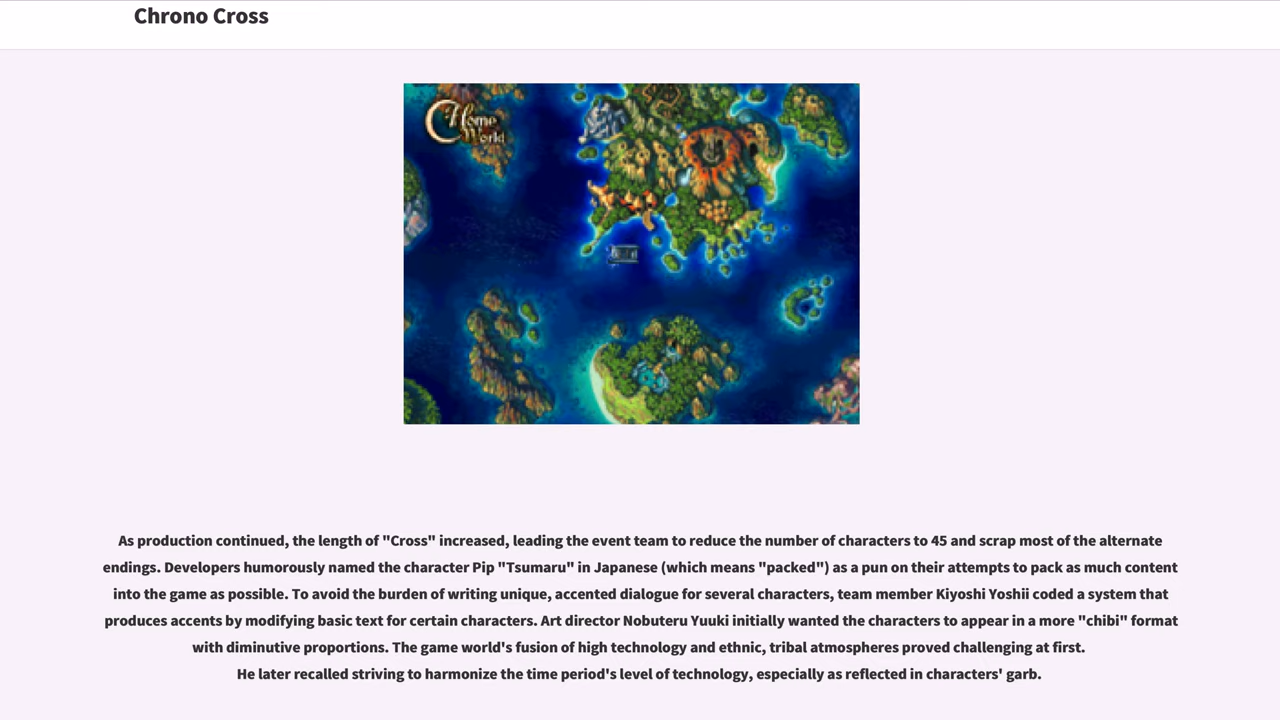 Chrono Cross
Home
World
As production continued, the length of "Cross" increased, leading the event team to reduce the number of characters to 45 and scrap most of the alternate
endings. Developers humorously named the character Pip "Tsumaru" in Japanese (which means "packed") as a pun on their attempts to pack as much content
into the game as possible. To avoid the burden of writing unique, accented dialogue for several characters, team member Kiyoshi Yoshii coded a system that
produces accents by modifying basic text for certain characters. Art director Nobuteru Yuuki initially wanted the characters to appear in a more "chibi" format
with diminutive proportions. The game world's fusion of high technology and ethnic, tribal atmospheres proved challenging at first.
He later recalled striving to harmonize the time period's level of technology, especially as reflected in characters' garb.